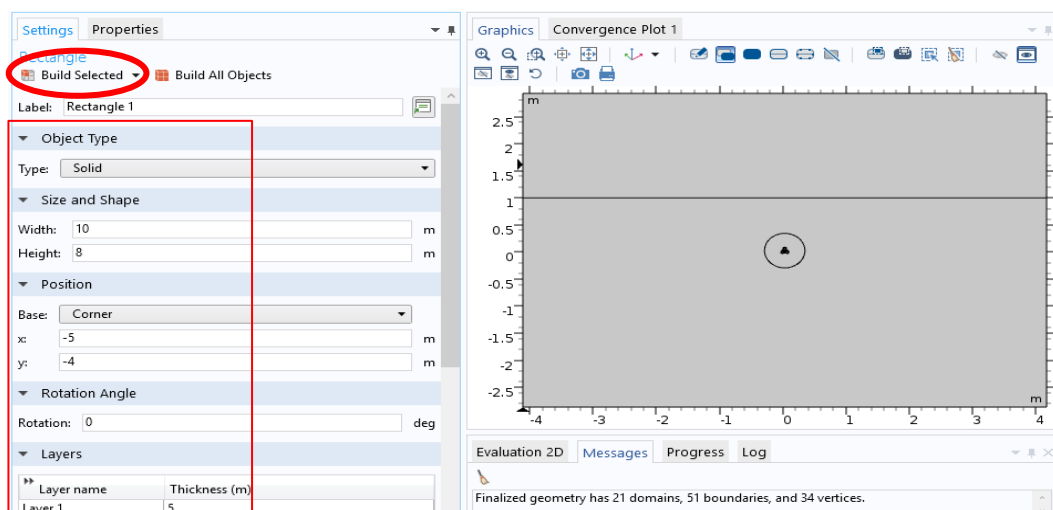 Settings Properties
Rectangle
Build Selected Build All Objects
Label: Rectangle 1
Object Type
Type: Solid
Size and Shape
Width: 10 m
Height: 8 m
Position
Base: Corner
x: -5 m
y: -4 m
Rotation Angle
Rotation: 0 deg
Layers
Layer name Thickness (m)
Layer 1 5
Graphics Convergence Plot 1
m
2.5
2
1.5
1
0.5
0
-0.5
-1
-1.5
-2
-2.5
m
-4 -3 -2 -1 0 1 2 3 4
Evaluation 2D Messages Progress Log
Finalized geometry has 21 domains, 51 boundaries, and 34 vertices.